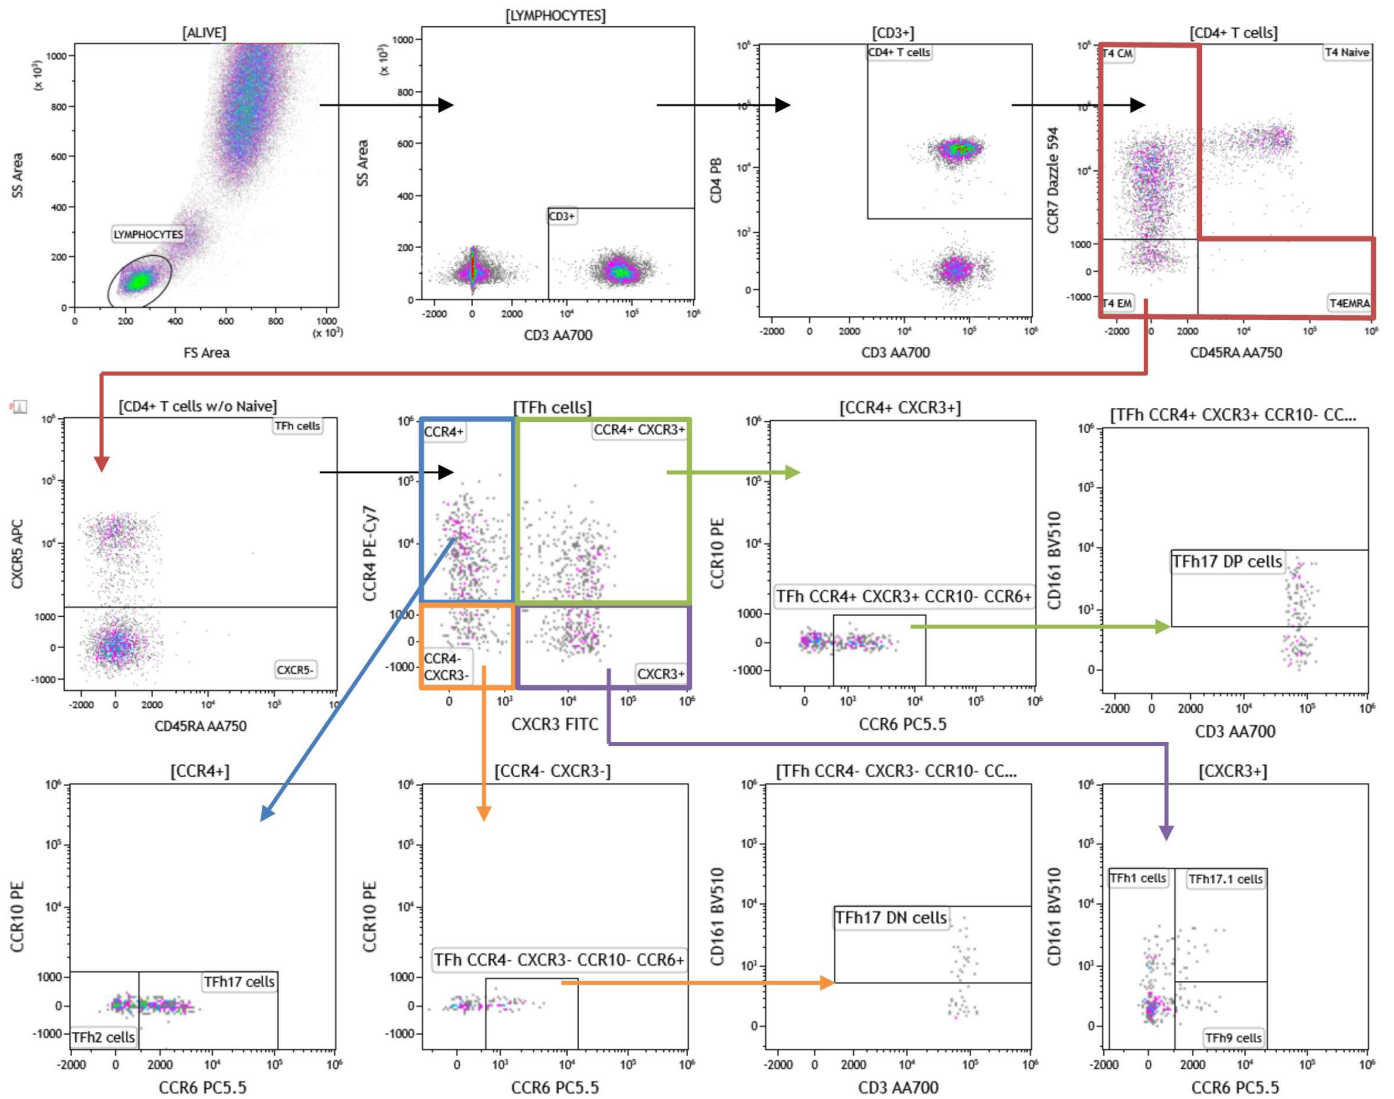 [ALIVE]
1000
800
600
400
200
0
(x 10³)
SS Area
LYMPHOCYTES
0 200 400 600 800 1000
(x 10³)
FS Area
[LYMPHOCYTES]
1000
800
600
400
200
0
(x 10³)
SS Area
CD3+
-2000 0 2000 10⁴ 10⁵ 10⁶
CD3 AA700
[CD3+]
CD4+ T cells
10⁶
10⁵
10⁴
10³
0
CD4 PB
-2000 0 2000 10⁴ 10⁵ 10⁶
CD3 AA700
[CD4+ T cells]
T4 CM
T4 Naive
10⁶
10⁵
10⁴
1000
0
-1000
CCR7 Dazzle 594
T4 EM
T4EMRA
-2000 0 2000 10⁴ 10⁵ 10⁶
CD45RA AA750
[CD4+ T cells w/o Naive]
TFh cells
10⁶
10⁵
10⁴
1000
0
-1000
CXCR5 APC
CXCR5-
-2000 0 2000 10⁴ 10⁵ 10⁶
CD45RA AA750
[TFh cells]
CCR4+
CCR4+ CXCR3+
10⁶
10⁵
10⁴
1000
0
-1000
CCR4 PE-Cy7
CCR4-
CXCR3-
CXCR3+
0 10³ 10⁴ 10⁵ 10⁶
CXCR3 FITC
[CCR4+ CXCR3+]
10⁶
10⁵
10⁴
1000
0
-1000
CCR10 PE
TFh CCR4+ CXCR3+ CCR10- CCR6+
0 10³ 10⁴ 10⁵ 10⁶
CCR6 PC5.5
[TFh CCR4+ CXCR3+ CCR10- CC...
10⁶
10⁵
10⁴
10³
0
CD161 BV510
TFh17 DP cells
-2000 0 2000 10⁴ 10⁵ 10⁶
CD3 AA700
[CCR4+]
10⁶
10⁵
10⁴
1000
0
-1000
CCR10 PE
TFh17 cells
TFh2 cells
-2000 0 2000 10⁴ 10⁵ 10⁶
CCR6 PC5.5
[CCR4- CXCR3-]
10⁶
10⁵
10⁴
1000
0
-1000
CCR10 PE
TFh CCR4- CXCR3- CCR10- CCR6+
0 10³ 10⁴ 10⁵ 10⁶
CCR6 PC5.5
[TFh CCR4- CXCR3- CCR10- CC...
10⁶
10⁵
10⁴
10³
0
CD161 BV510
TFh17 DN cells
-2000 0 2000 10⁴ 10⁵ 10⁶
CD3 AA700
[CXCR3+]
10⁶
10⁵
10⁴
10³
0
CD161 BV510
TFh1 cells
TFh17.1 cells
TFh9 cells
-2000 0 2000 10⁴ 10⁵ 10⁶
CCR6 PC5.5